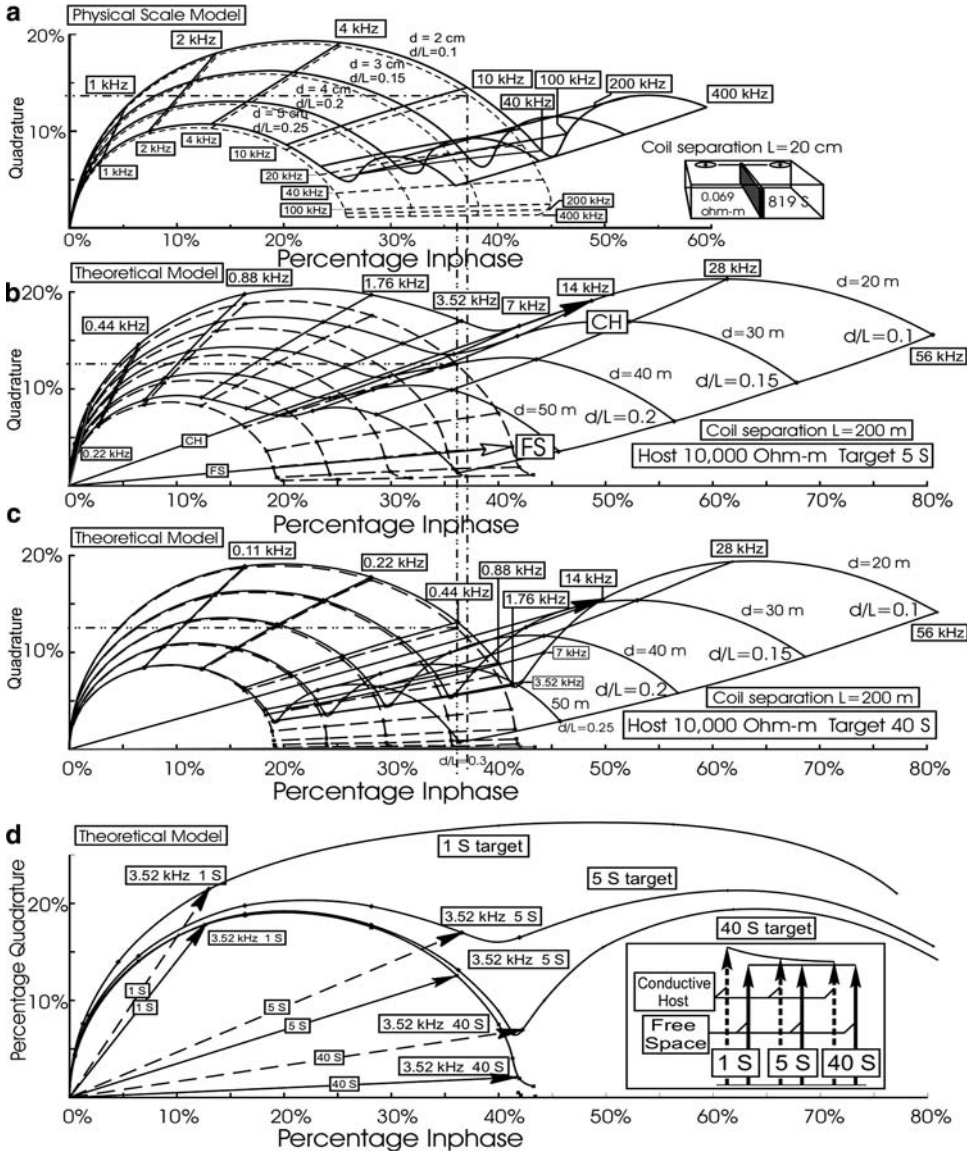 a
Physical Scale Model
20%
10%
Quadrature
1 kHz
2 kHz
4 kHz
d = 2 cm
d/L=0.1
d = 3 cm
d/L=0.15
d = 4 cm
d/L=0.2
d = 5 cm
d/L=0.25
10 kHz
100 kHz
40 kHz
200 kHz
400 kHz
1 kHz
2 kHz
4 kHz
10 kHz
20 kHz
40 kHz
100 kHz
200 kHz
400 kHz
Coil separation L=20 cm
0.069
ohm-m
819 S
0% 10% 20% 30% 40% 50% 60%
Percentage Inphase
b
Theoretical Model
20%
10%
Quadrature
0.44 kHz
0.88 kHz
1.76 kHz
3.52 kHz
7 kHz
14 kHz
28 kHz
56 kHz
0.22 kHz
CH
FS
CH
FS
d=20 m
d/L=0.1
d=30 m
d/L=0.15
d=40 m
d/L=0.2
d=50 m
Coil separation L=200 m
Host 10,000 Ohm-m Target 5 S
0% 10% 20% 30% 40% 50% 60% 70% 80%
Percentage Inphase
c
Theoretical Model
20%
10%
Quadrature
0.11 kHz
0.22 kHz
0.44 kHz
0.88 kHz
1.76 kHz
14 kHz
28 kHz
56 kHz
7 kHz
3.52 kHz
d=20 m
d/L=0.1
d=30 m
d/L=0.15
d=40 m
d/L=0.2
50 m
d/L=0.25
d/L=0.3
Coil separation L=200 m
Host 10,000 Ohm-m Target 40 S
0% 10% 20% 30% 40% 50% 60% 70% 80%
Percentage Inphase
d
Theoretical Model
20%
10%
Percentage Quadrature
3.52 kHz 1 S
3.52 kHz 1 S
1 S
1 S
5 S
5 S
40 S
40 S
3.52 kHz 5 S
3.52 kHz 5 S
3.52 kHz 40 S
3.52 kHz 40 S
1 S target
5 S target
40 S target
Conductive
Host
Free
Space
1 S
5 S
40 S
0% 10% 20% 30% 40% 50% 60% 70% 80%
Percentage Inphase